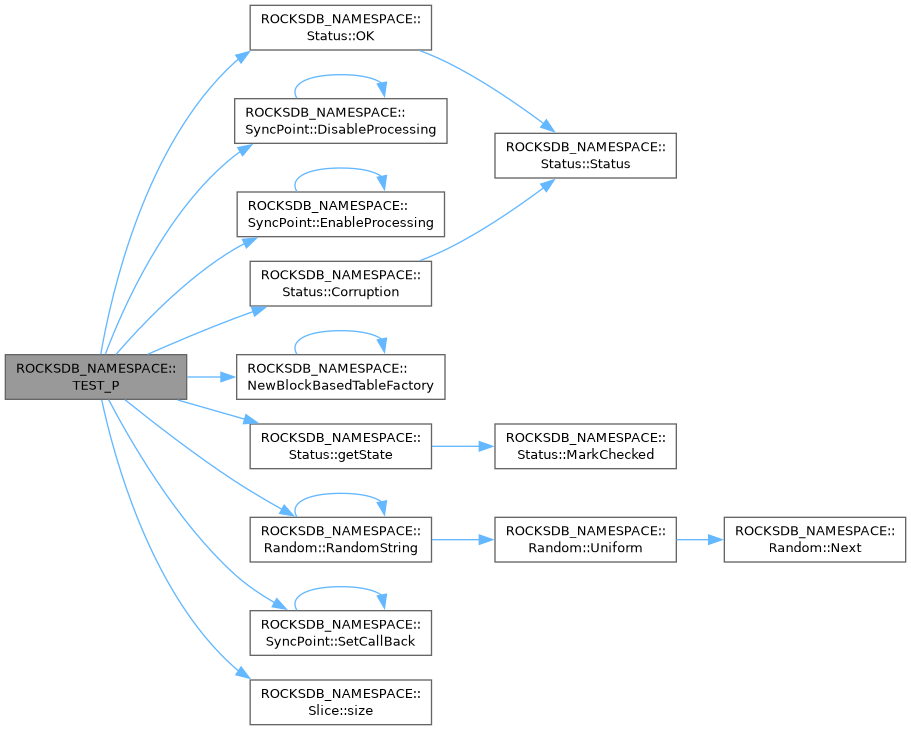 ROCKSDB_NAMESPACE::
TEST_P
ROCKSDB_NAMESPACE::
Status::OK
ROCKSDB_NAMESPACE::
SyncPoint::DisableProcessing
ROCKSDB_NAMESPACE::
SyncPoint::EnableProcessing
ROCKSDB_NAMESPACE::
Status::Corruption
ROCKSDB_NAMESPACE::
Status::Status
ROCKSDB_NAMESPACE::
NewBlockBasedTableFactory
ROCKSDB_NAMESPACE::
Status::getState
ROCKSDB_NAMESPACE::
Status::MarkChecked
ROCKSDB_NAMESPACE::
Random::RandomString
ROCKSDB_NAMESPACE::
Random::Uniform
ROCKSDB_NAMESPACE::
Random::Next
ROCKSDB_NAMESPACE::
SyncPoint::SetCallBack
ROCKSDB_NAMESPACE::
Slice::size